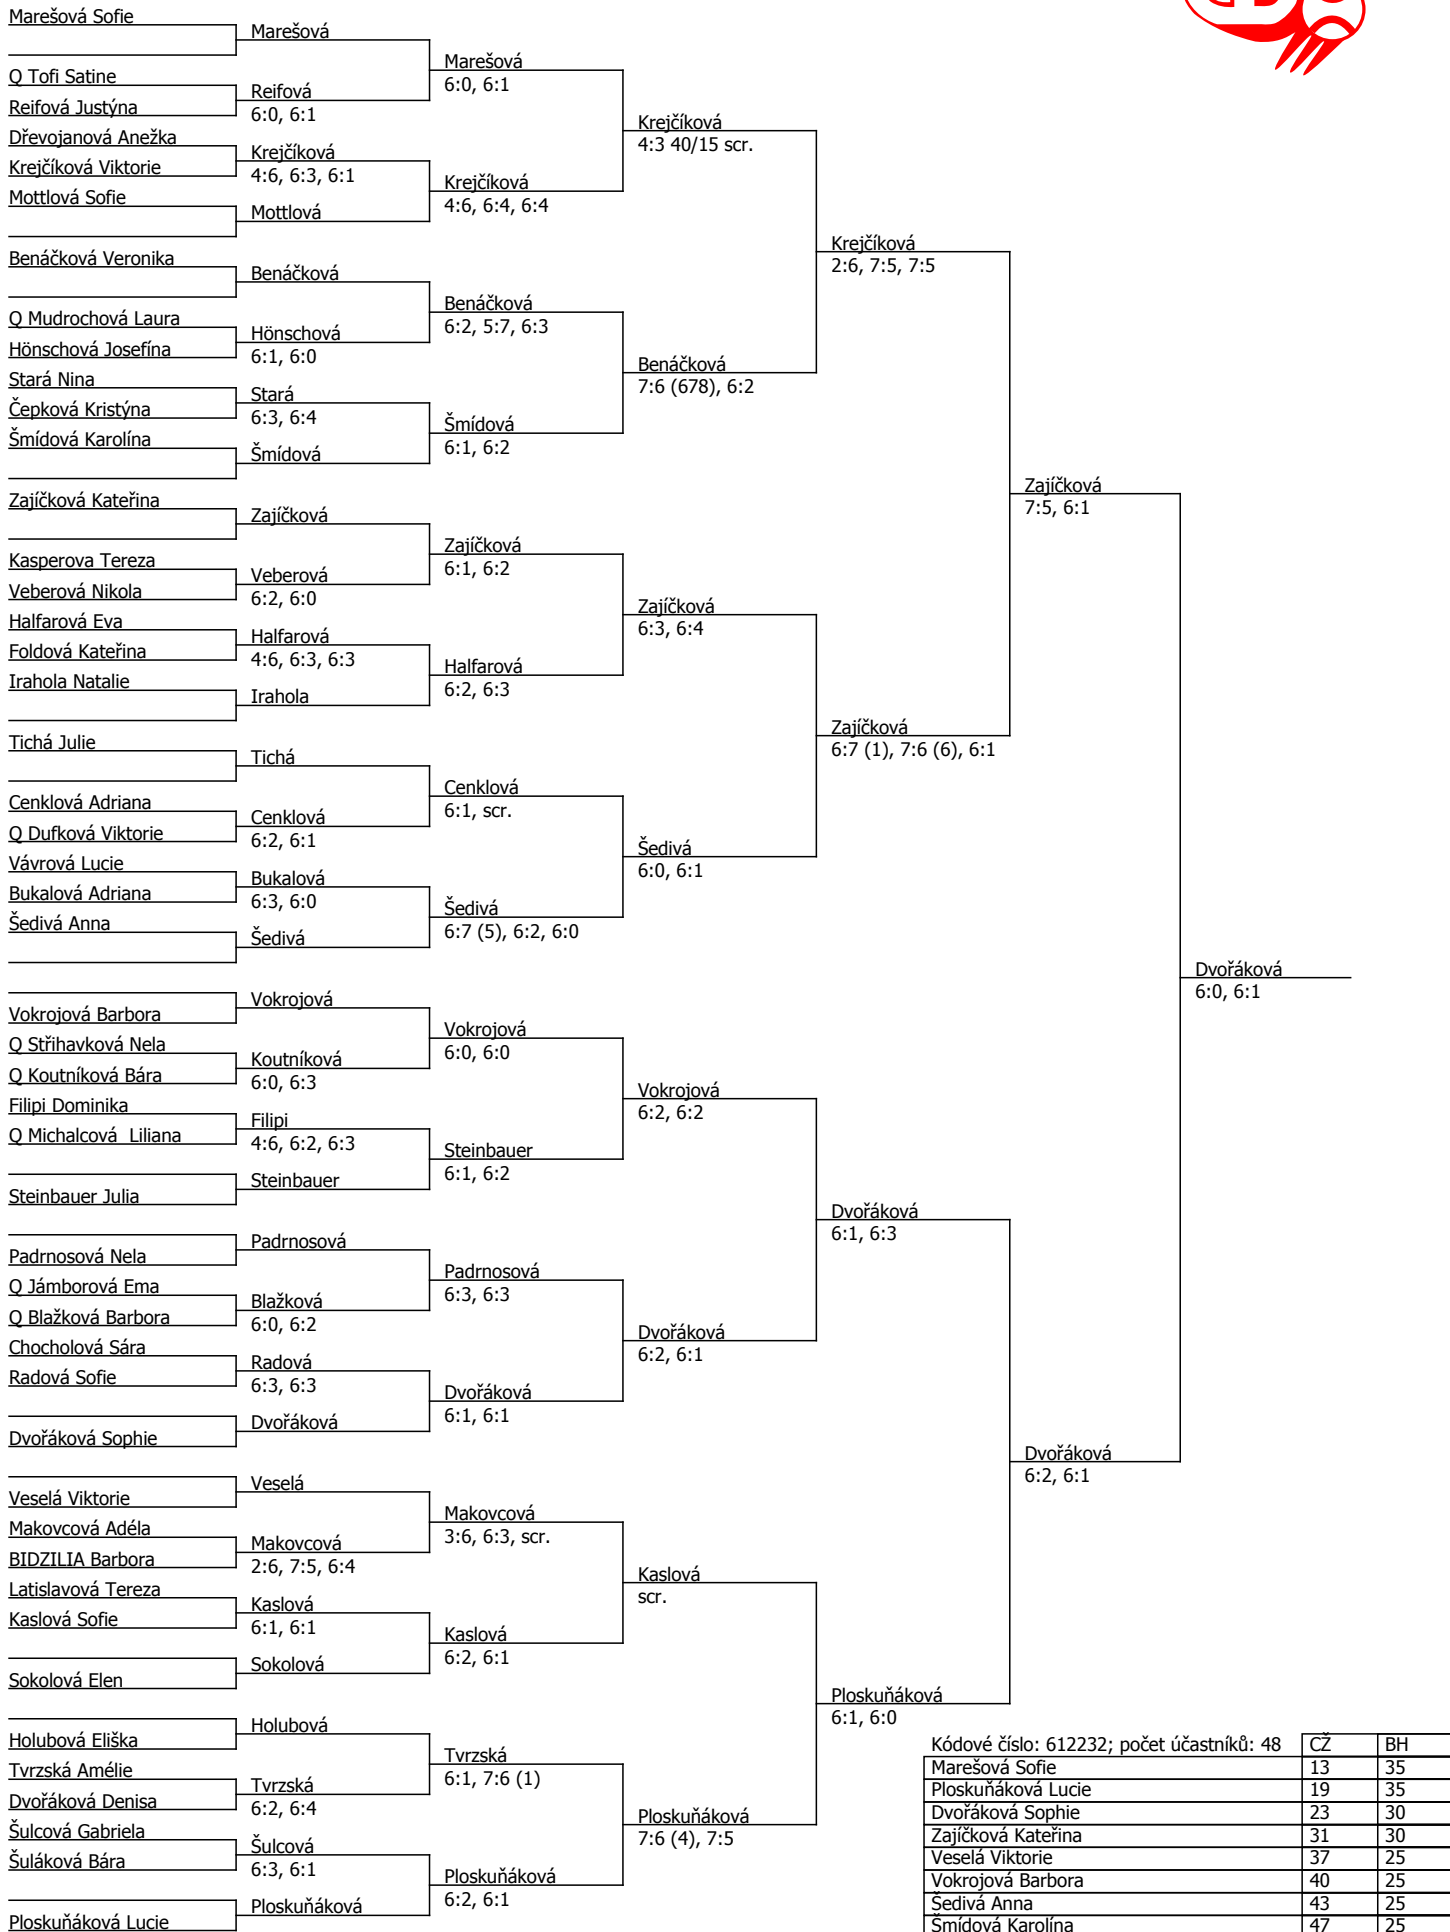 Marešová Sofie
Q Tofi Satine
Reifová Justýna
Dřevojanová Anežka
Krejčíková Viktorie
Mottlová Sofie
Benáčková Veronika
Q Mudrochová Laura
Hönschová Josefína
Stará Nina
Čepková Kristýna
Šmídová Karolína
Zajíčková Kateřina
Kasperova Tereza
Veberová Nikola
Halfarová Eva
Foldová Kateřina
Irahola Natalie
Tichá Julie
Cenklová Adriana
Q Dufková Viktorie
Vávrová Lucie
Bukalová Adriana
Šedivá Anna
Vokrojová Barbora
Q Střihavková Nela
Q Koutníková Bára
Filipi Dominika
Q Michalcová  Liliana
Steinbauer Julia
Padrnosová Nela
Q Jámborová Ema
Q Blažková Barbora
Chocholová Sára
Radová Sofie
Dvořáková Sophie
Veselá Viktorie
Makovcová Adéla
BIDZILIA Barbora
Latislavová Tereza
Kaslová Sofie
Sokolová Elen
Holubová Eliška
Tvrzská Amélie
Dvořáková Denisa
Šulcová Gabriela
Šuláková Bára
Ploskuňáková Lucie
Marešová
Reifová
6:0, 6:1
Krejčíková
4:6, 6:3, 6:1
Mottlová
Benáčková
Hönschová
6:1, 6:0
Stará
6:3, 6:4
Šmídová
Zajíčková
Veberová
6:2, 6:0
Halfarová
4:6, 6:3, 6:3
Irahola
Tichá
Cenklová
6:2, 6:1
Bukalová
6:3, 6:0
Šedivá
Vokrojová
Koutníková
6:0, 6:3
Filipi
4:6, 6:2, 6:3
Steinbauer
Padrnosová
Blažková
6:0, 6:2
Radová
6:3, 6:3
Dvořáková
Veselá
Makovcová
2:6, 7:5, 6:4
Kaslová
6:1, 6:1
Sokolová
Holubová
Tvrzská
6:2, 6:4
Šulcová
6:3, 6:1
Ploskuňáková
Marešová
6:0, 6:1
Krejčíková
4:6, 6:4, 6:4
Benáčková
6:2, 5:7, 6:3
Šmídová
6:1, 6:2
Zajíčková
6:1, 6:2
Halfarová
6:2, 6:3
Cenklová
6:1, scr.
Šedivá
6:7 (5), 6:2, 6:0
Vokrojová
6:0, 6:0
Steinbauer
6:1, 6:2
Padrnosová
6:3, 6:3
Dvořáková
6:1, 6:1
Makovcová
3:6, 6:3, scr.
Kaslová
6:2, 6:1
Tvrzská
6:1, 7:6 (1)
Ploskuňáková
6:2, 6:1
Krejčíková
4:3 40/15 scr.
Benáčková
7:6 (678), 6:2
Zajíčková
6:3, 6:4
Šedivá
6:0, 6:1
Vokrojová
6:2, 6:2
Dvořáková
6:2, 6:1
Kaslová
scr.
Ploskuňáková
7:6 (4), 7:5
Krejčíková
2:6, 7:5, 7:5
Zajíčková
6:7 (1), 7:6 (6), 6:1
Dvořáková
6:1, 6:3
Ploskuňáková
6:1, 6:0
Zajíčková
7:5, 6:1
Dvořáková
6:2, 6:1
Dvořáková
6:0, 6:1
Kódové číslo: 612232; počet účastníků: 48 CŽ BH
Marešová Sofie 13 35
Ploskuňáková Lucie 19 35
Dvořáková Sophie 23 30
Zajíčková Kateřina 31 30
Veselá Viktorie 37 25
Vokrojová Barbora 40 25
Šedivá Anna 43 25
Šmídová Karolína 47 25